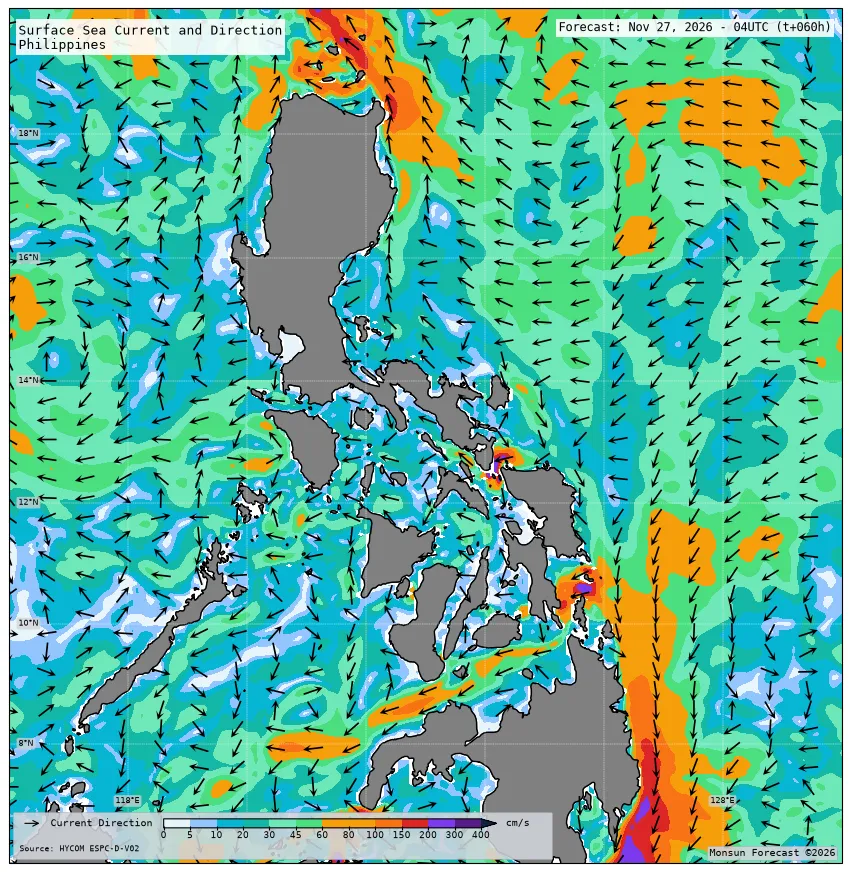 Surface Sea Current and Direction
Philippines
Forecast: Nov 27, 2026 - 04UTC (t+060h)
18°N
16°N
14°N
12°N
10°N
8°N
118°E
128°E
Current Direction
0 5 10 20 30 45 60 80 100 150 200 300 400 cm/s
Source: HYCOM ESPC-D-V02
Monsun Forecast ©2026